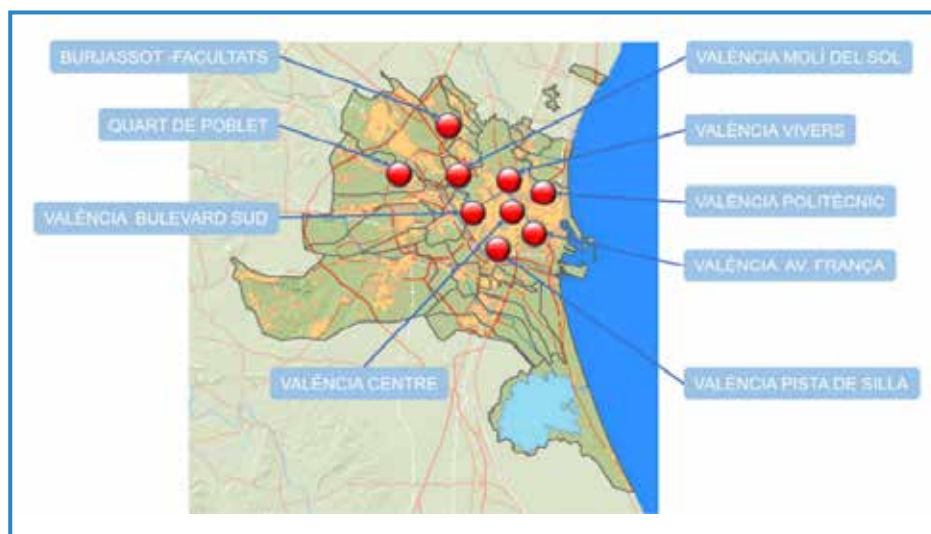 BURJASSOT -FACULTATS
VALÈNCIA MOLÍ DEL SOL
QUART DE POBLET
VALÈNCIA VIVERS
VALÈNCIA POLITÈCNIC
VALÈNCIA BULEVARD SUD
VALÈNCIA AV. FRANÇA
VALÈNCIA CENTRE
VALÈNCIA PISTA DE SILLA